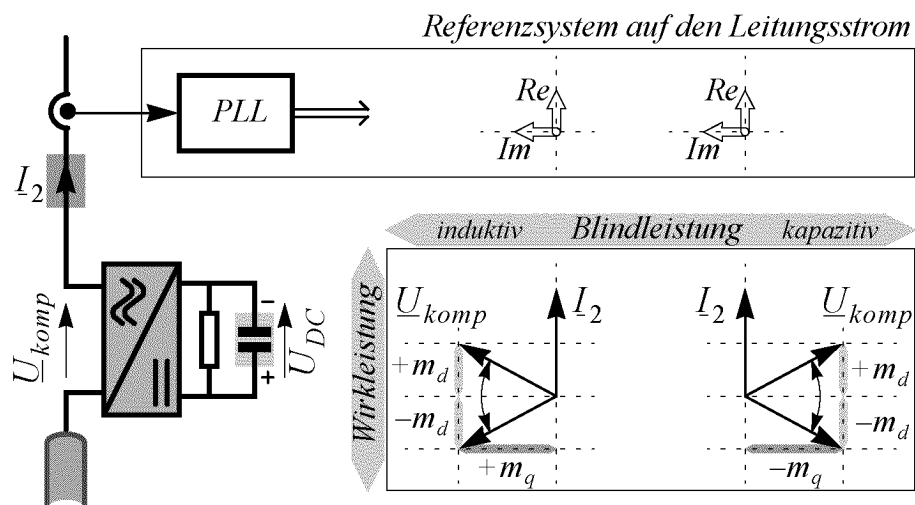 Referenzsystem auf den Leitungsstrom
PLL
Re
Im
Re
Im
I2
induktiv Blindleistung kapazitiv
Wirkleistung
Ukomp
I2
I2
Ukomp
+md
−md
+mq
+md
−md
−mq
Ukomp
−
+
UDC